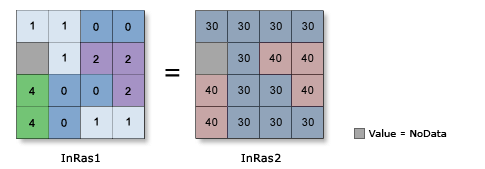 1 1 0 0 30 30 30 30
1 2 2 = 30 40 40
4 0 0 2 40 30 30 40
4 0 1 1 40 30 30 30
Value = NoData
InRas1 InRas2